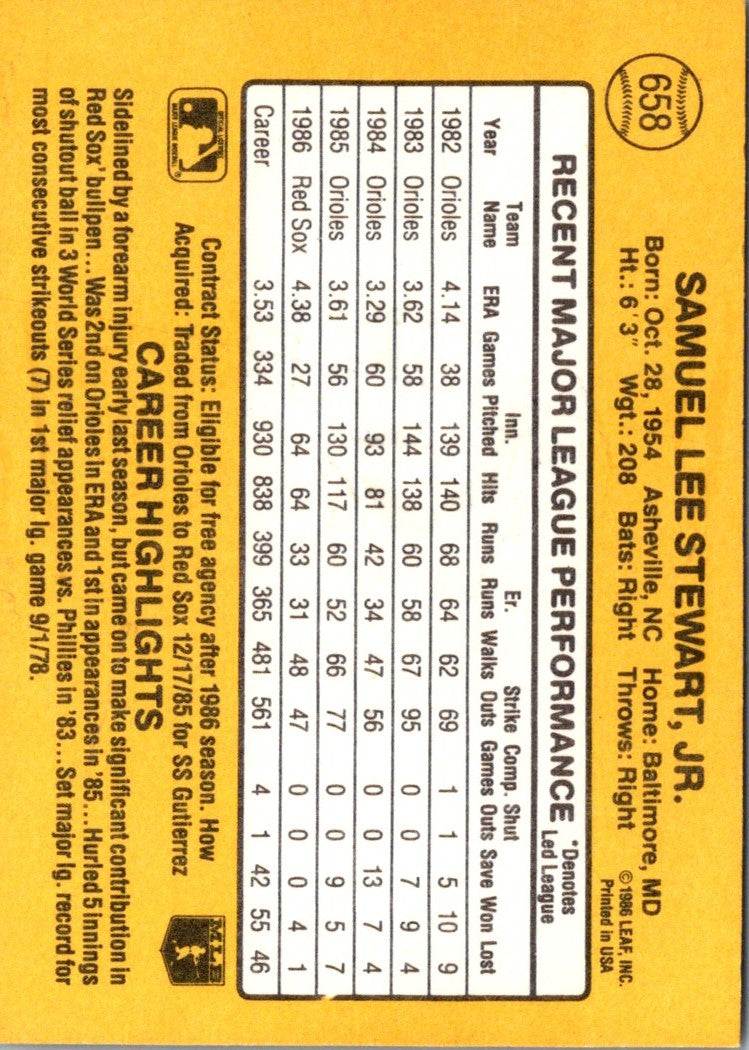 658
SAMUEL LEE STEWART, JR.
Born: Oct. 28, 1954 Asheville, NC Home: Baltimore, MD
Ht.: 6'3" Wgt.: 208 Bats: Right Throws: Right
©1986 LEAF, INC.
Printed in USA
RECENT MAJOR LEAGUE PERFORMANCE *Denotes
Led League
Team Inn. Er. Strike Comp. Shut
Year Name ERA Games Pitched Hits Runs Runs Walks Outs Games Outs Save Won Lost
1982 Orioles 4.14 38 139 140 68 64 62 69 1 1 5 10 9
1983 Orioles 3.62 58 144 138 60 58 67 95 0 0 7 9 4
1984 Orioles 3.29 60 93 81 42 34 47 56 0 0 13 7 4
1985 Orioles 3.61 56 130 117 60 52 66 77 0 0 9 5 7
1986 Red Sox 4.38 27 64 64 33 31 48 47 0 0 0 4 1
Career 3.53 334 930 838 399 365 481 561 4 1 42 55 46
OFFICIAL LICENSEE
MAJOR LEAGUE BASEBALL ®
Contract Status: Eligible for free agency after 1986 season. How
Acquired: Traded from Orioles to Red Sox 12/17/85 for SS Gutierrez
MLB
CAREER HIGHLIGHTS
Sidelined by a forearm injury early last season, but came on to make significant contribution in
Red Sox' bullpen...Was 2nd on Orioles in ERA and 1st in appearances in '85...Hurled 5 innings
of shutout ball in 3 World Series relief appearances vs. Phillies in '83...Set major lg. record for
most consecutive strikeouts (7) in 1st major lg. game 9/1/78.